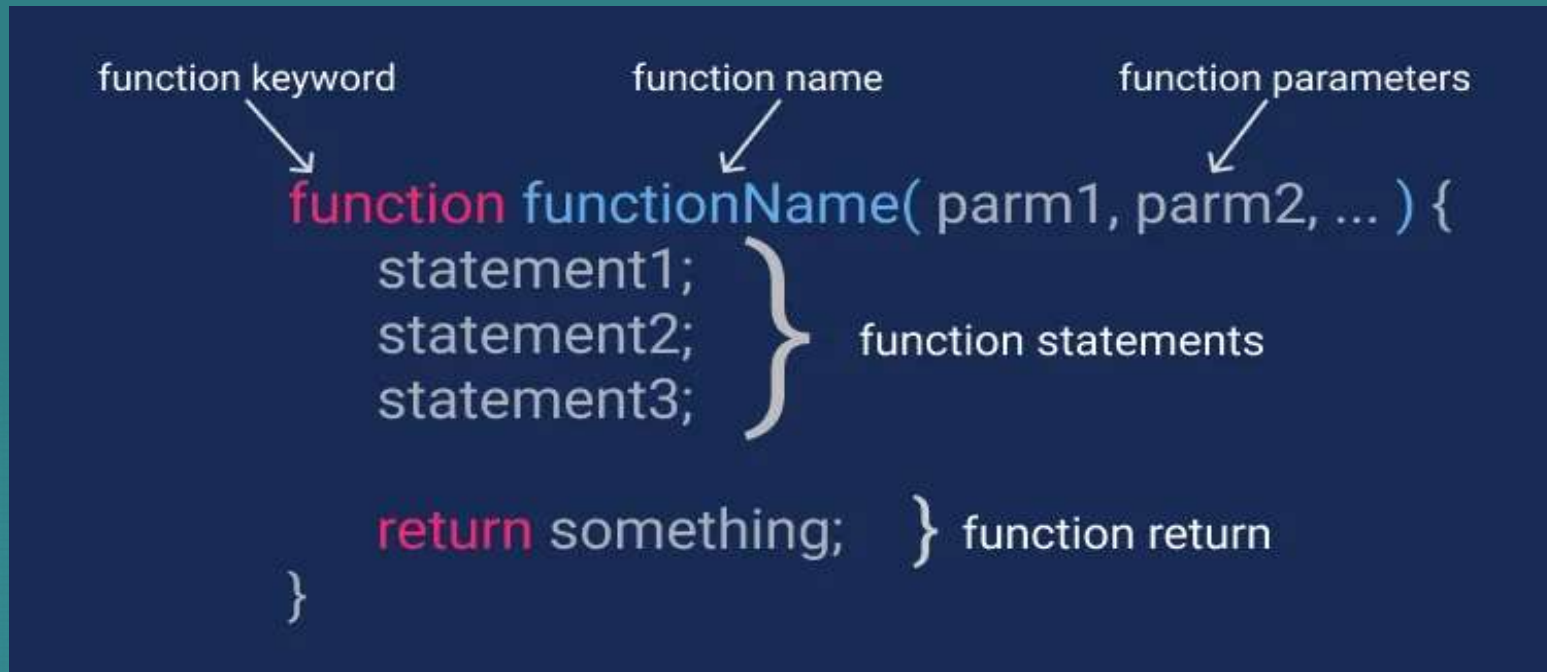 function keyword function name function parameters
function functionName( parm1, parm2, ... ) {
statement1;
statement2;
statement3;
} function statements
return something; } function return
}